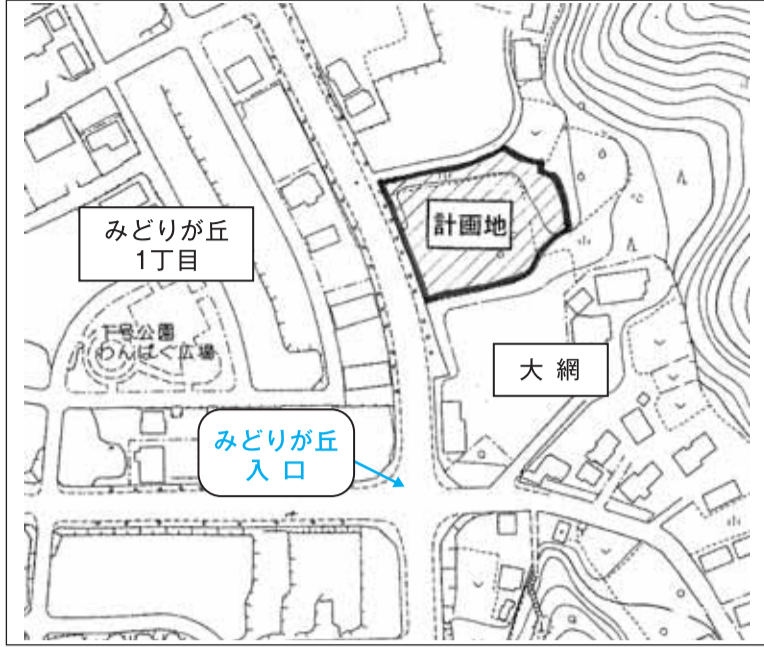 計画地
みどりが丘
1丁目
1号公園
わんぱく広場
大網
みどりが丘
入口